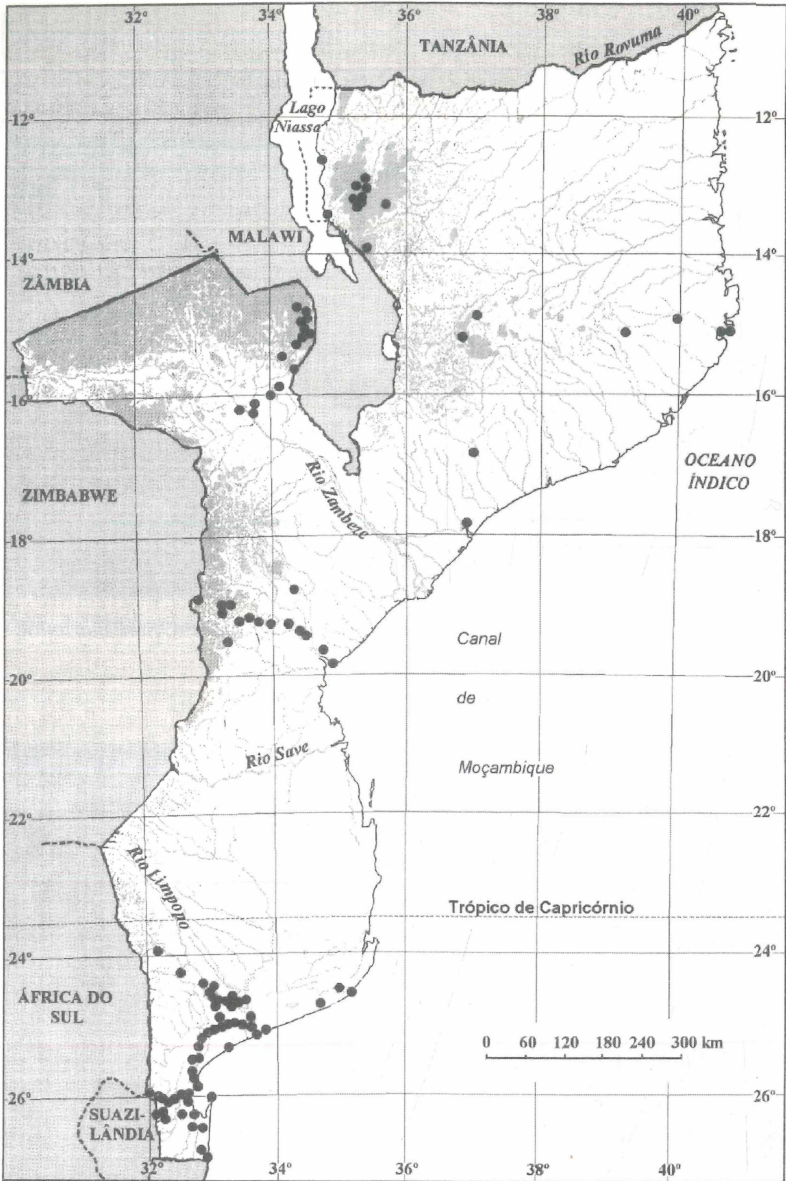 32° 34° 36° 38° 40°
TANZÂNIA
Rio Rovuma
Lago
Niassa
12° 12°
MALAWI
14° 14°
ZÂMBIA
16° 16°
OCEANO
ÍNDICO
ZIMBABWE
Rio Zambeze
18° 18°
Canal
20° 20°
de
Rio Save
Moçambique
22° 22°
Rio Limpopo
Trópico de Capricórnio
24° 24°
ÁFRICA DO
SUL
0 60 120 180 240 300 km
26° 26°
SUAZI-
LÂNDIA
32° 34° 36° 38° 40°